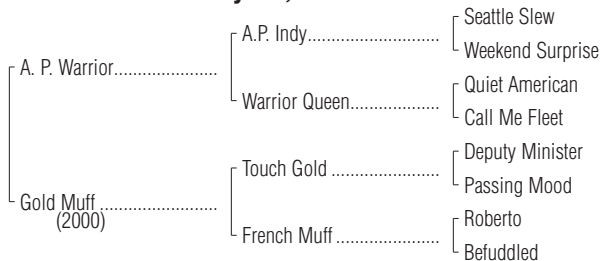 Seattle Slew
A.P. Indy
Weekend Surprise
A. P. Warrior
Quiet American
Warrior Queen
Call Me Fleet
Deputy Minister
Touch Gold
Passing Mood
Gold Muff
(2000)
Roberto
French Muff
Befuddled